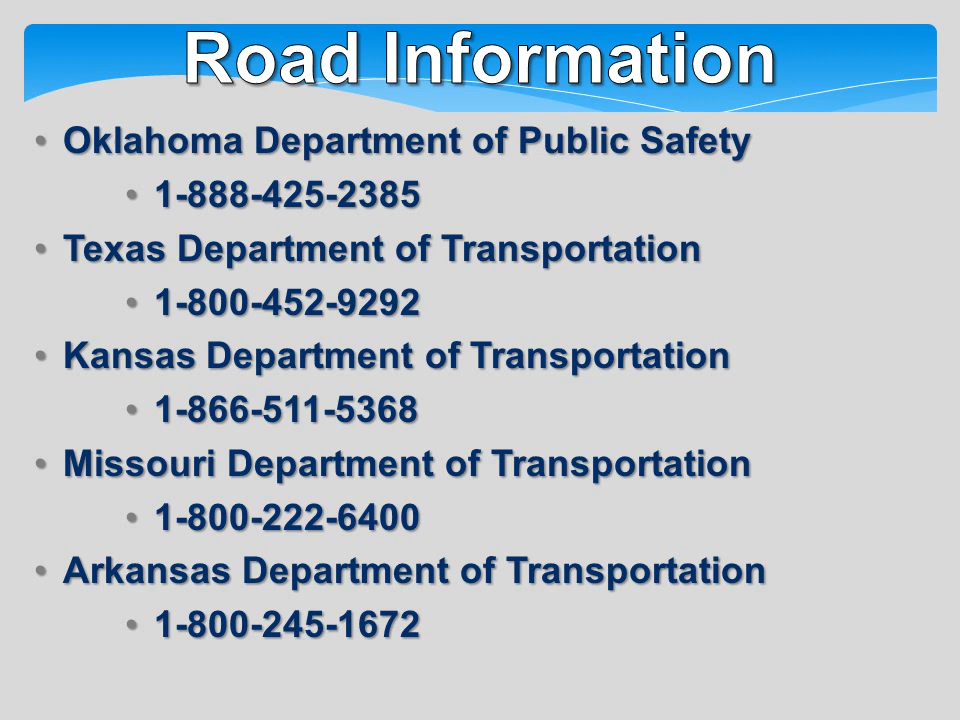 Road Information
• Oklahoma Department of Public Safety
• 1-888-425-2385
• Texas Department of Transportation
• 1-800-452-9292
• Kansas Department of Transportation
• 1-866-511-5368
• Missouri Department of Transportation
• 1-800-222-6400
• Arkansas Department of Transportation
• 1-800-245-1672